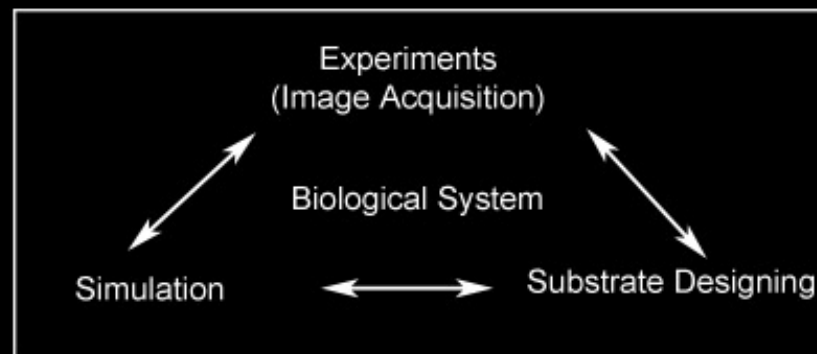 Experiments
(Image Acquisition)
Biological System
Simulation
Substrate Designing